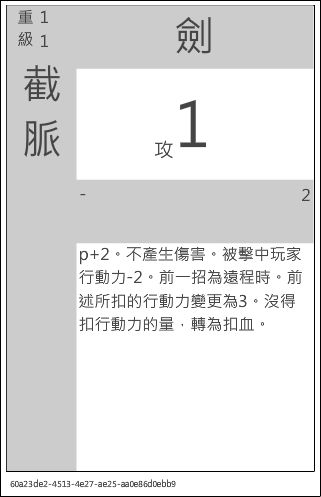 重 1
級 1
劍
截脈
攻 1
- 2
p+2。不產生傷害。被擊中玩家
行動力-2。前一招為遠程時。前
述所扣的行動力變更為3。沒得
扣行動力的量，轉為扣血。
60a23de2-4513-4e27-ae25-aa0e86d0ebb9